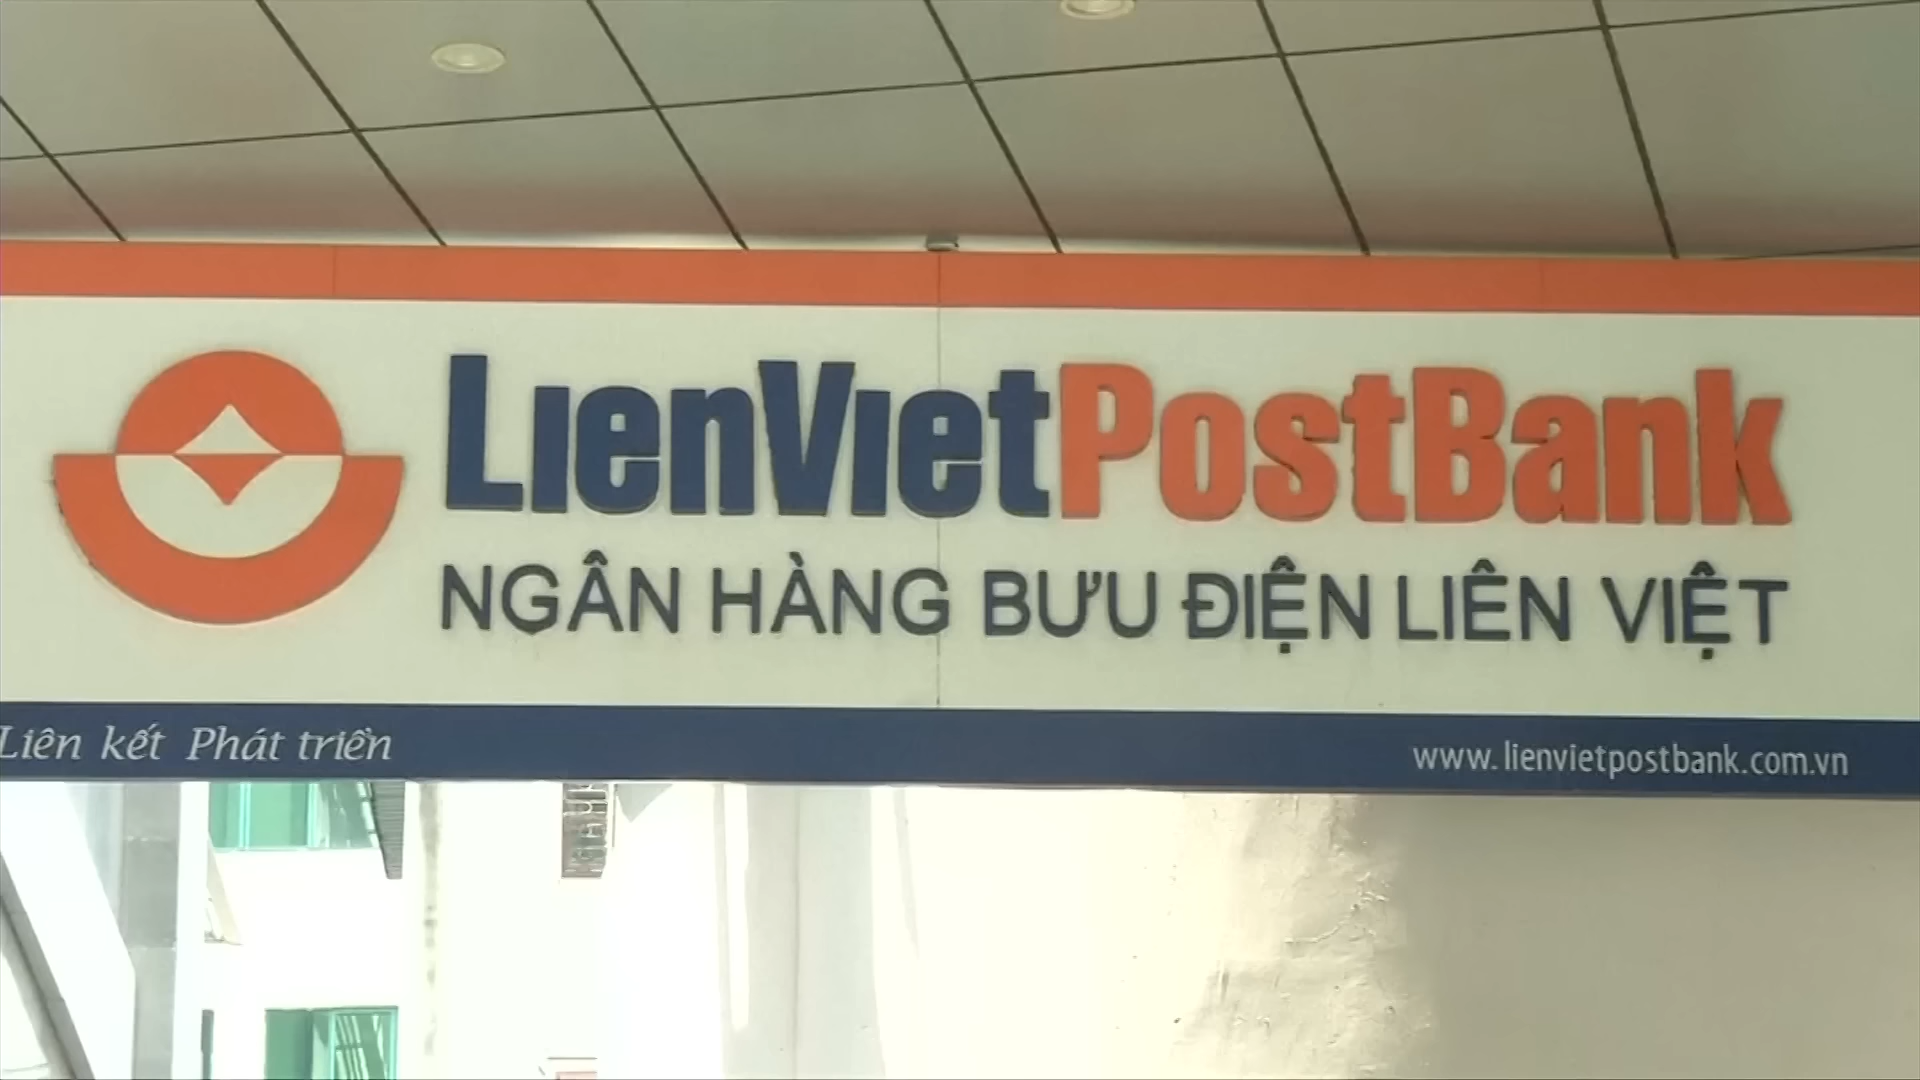 LienVietPostBank
NGÂN HÀNG BƯU ĐIỆN LIÊN VIỆT
Liên kết Phát triển
www.lienvietpostbank.com.vn